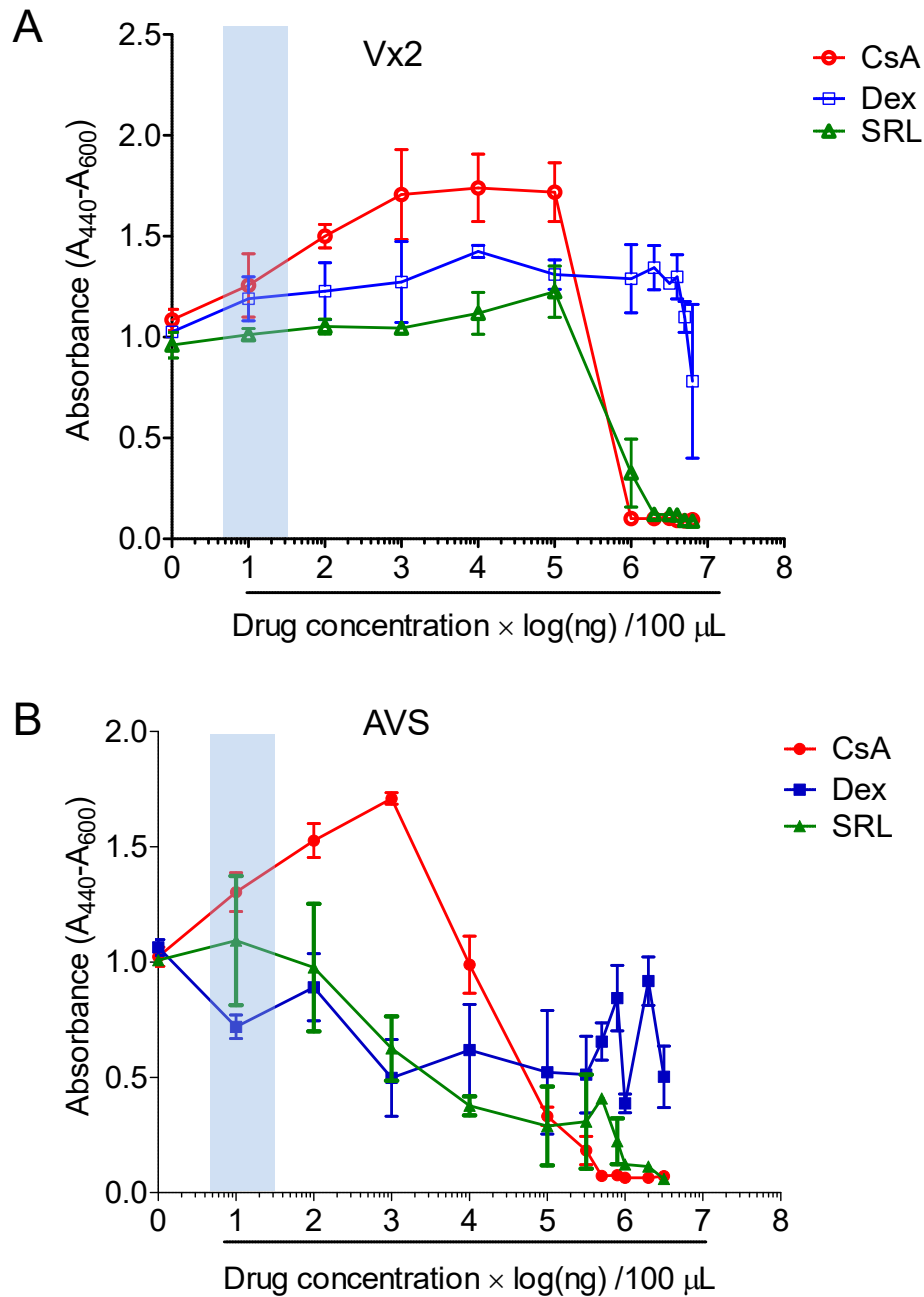 A
Vx2
CsA
Dex
SRL
2.5
2.0
1.5
1.0
0.5
0.0
Absorbance (A440-A600)
0 1 2 3 4 5 6 7 8
Drug concentration × log(ng) /100 μL
B
AVS
CsA
Dex
SRL
2.0
1.5
1.0
0.5
0.0
Absorbance (A440-A600)
0 1 2 3 4 5 6 7 8
Drug concentration × log(ng) /100 μL